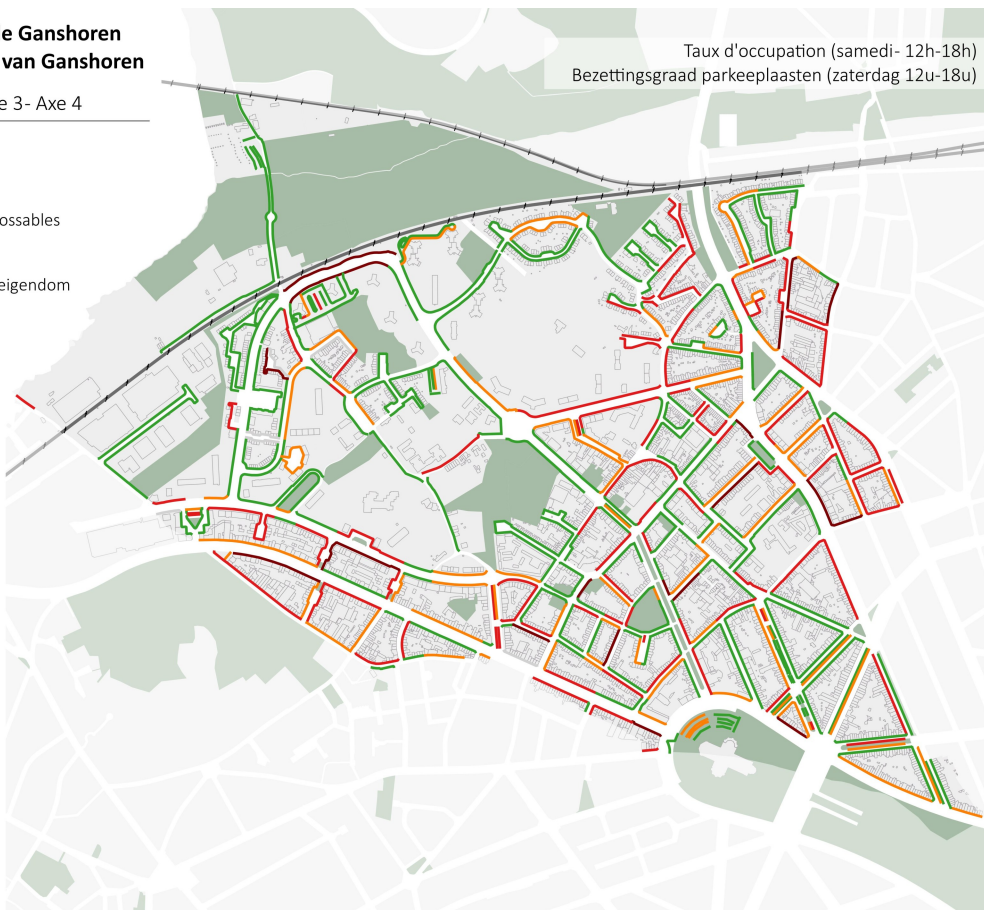 e Ganshoren
van Ganshoren
e 3- Axe 4
ossables
eigendom
Taux d'occupation (samedi- 12h-18h)
Bezettingsgraad parkeeplaasten (zaterdag 12u-18u)